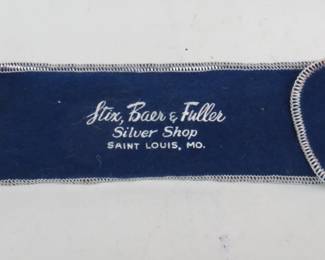 Stix, Baer & Fuller
Silver Shop
SAINT LOUIS, MO.